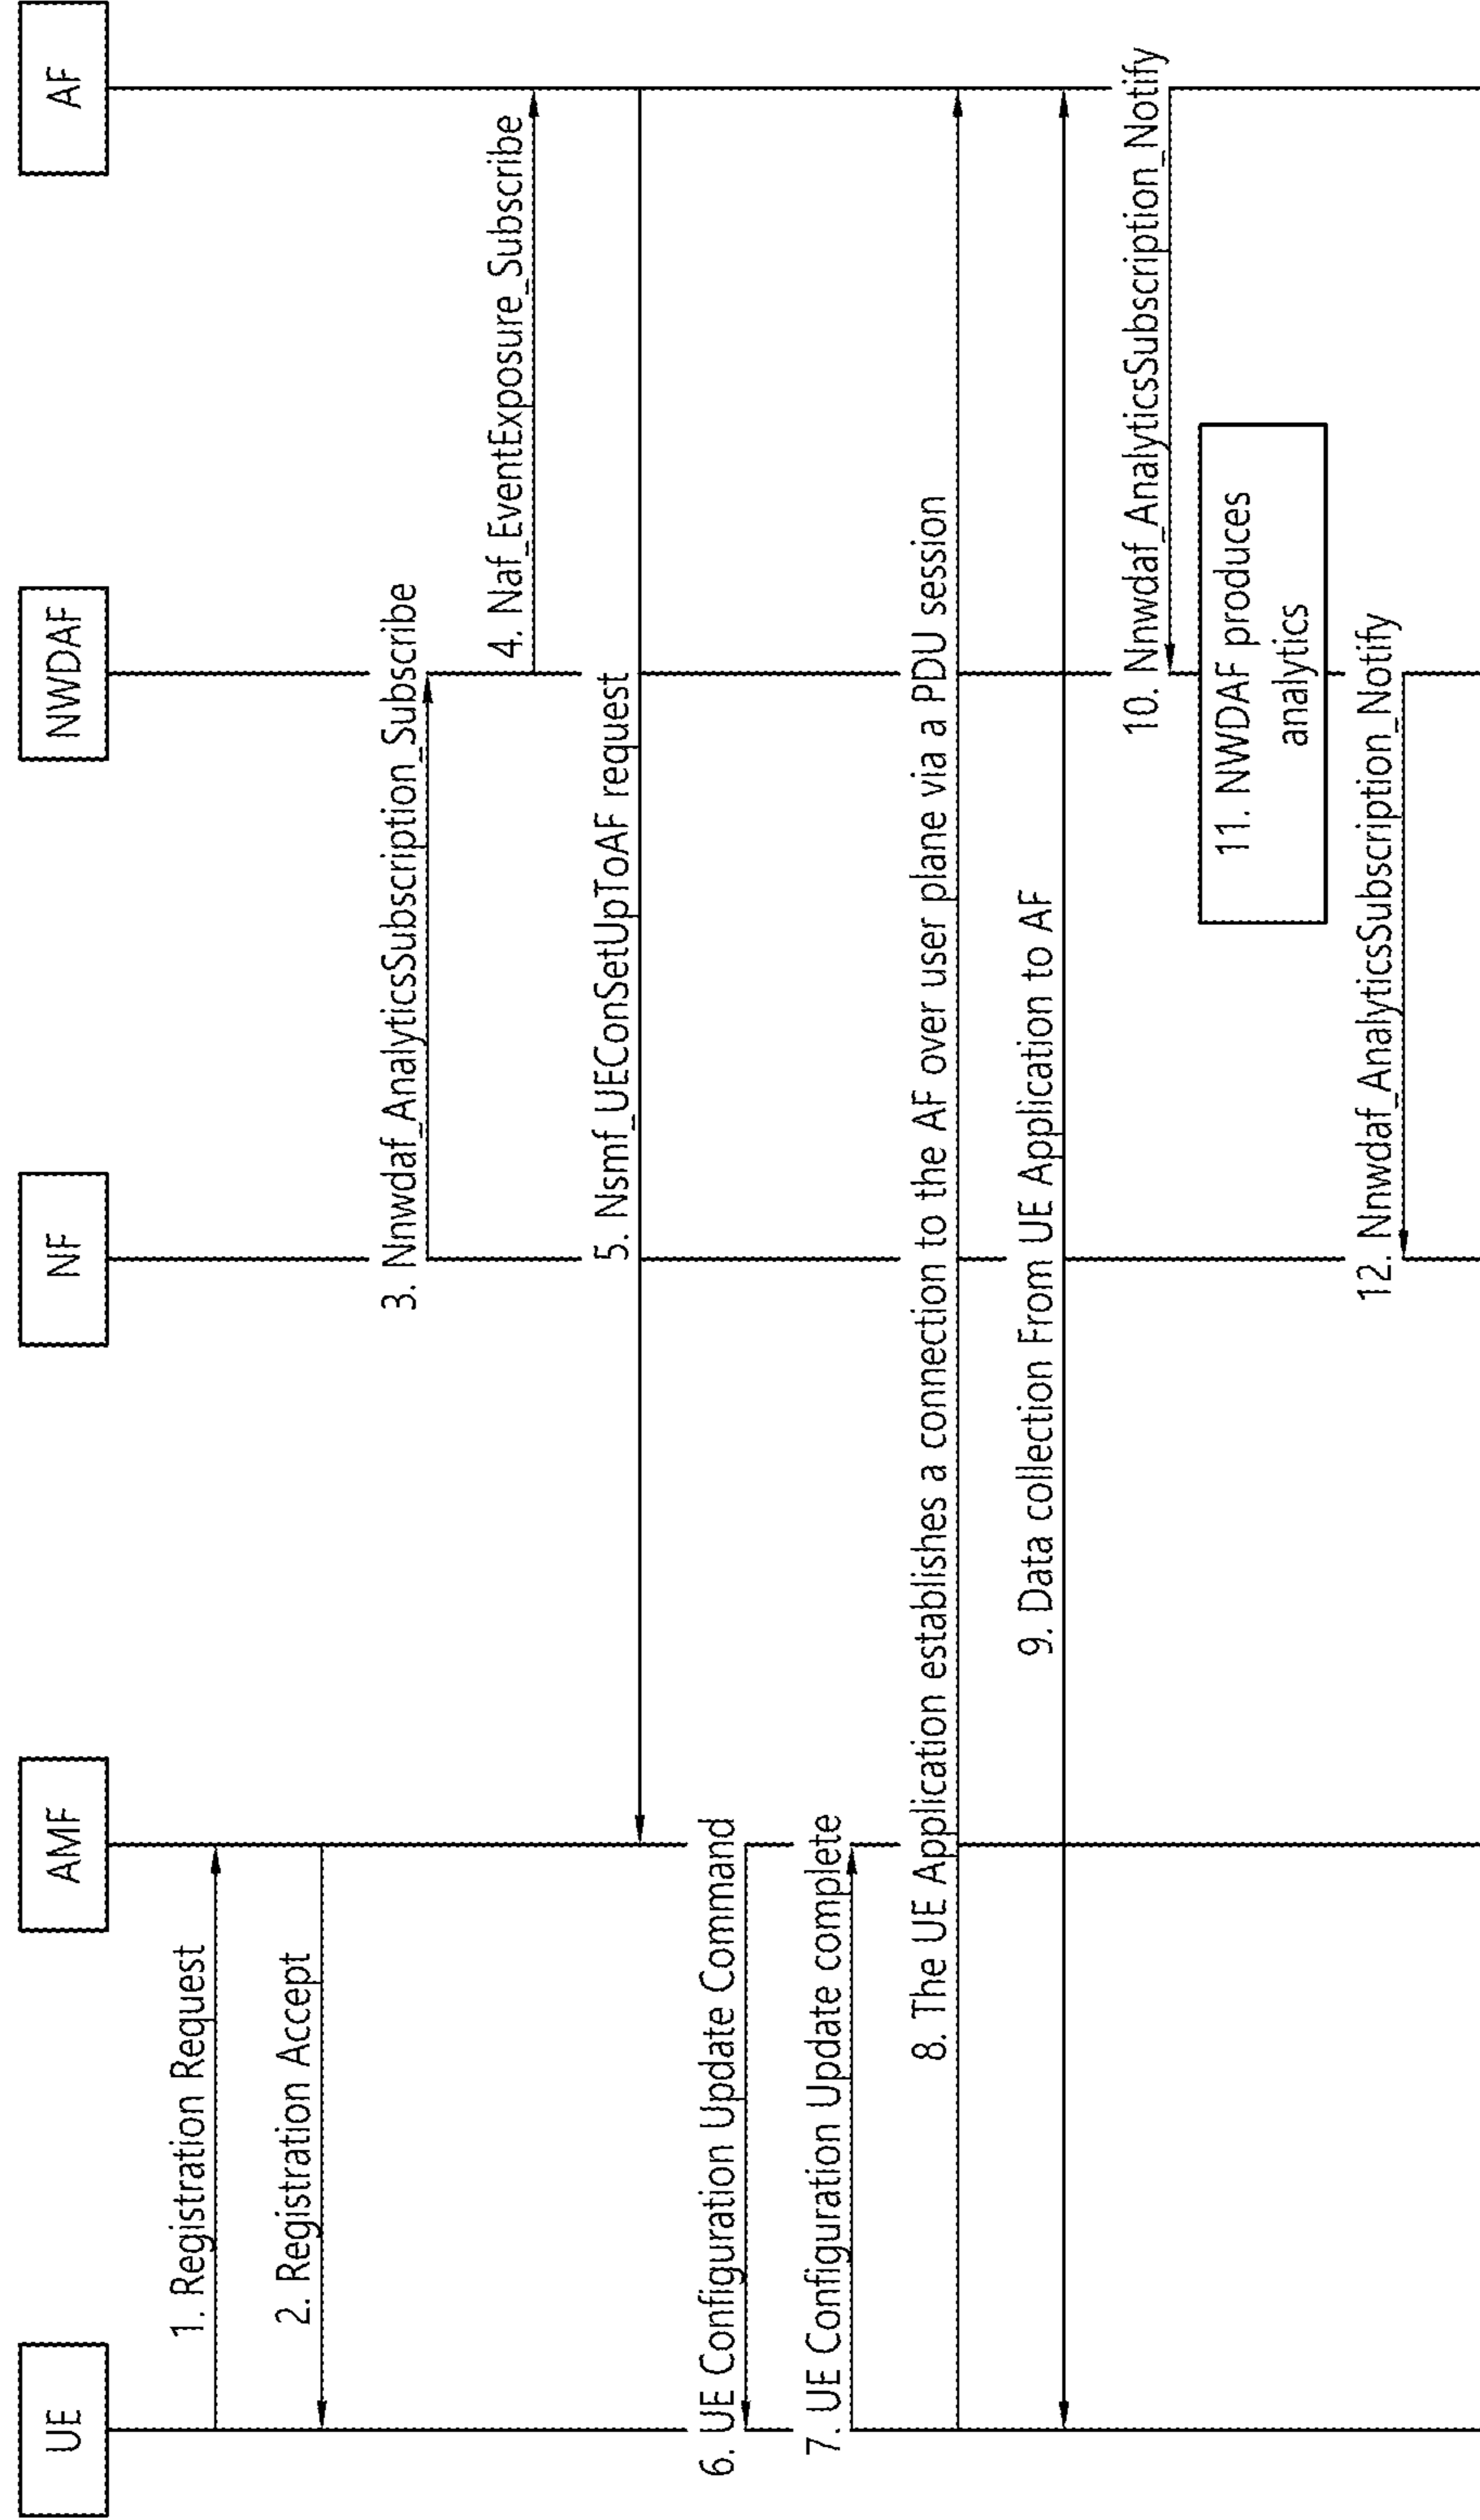 UE
AMF
NF
NWDAF
AF
1. Registration Request
2. Registration Accept
3. Nnwdaf_AnalyticsSubscription_Subscribe
4. Naf_EventExposure_Subscribe
5. Nsmf_UEConSetUpToAF request
6. UE Configuration Update Command
7. UE Configuration Update complete
8. The UE Application establishes a connection to the AF over user plane via a PDU session
9. Data collection From UE Application to AF
10. Nnwdaf_AnalyticsSubscription_Notify
11. NWDAF produces
analytics
12. Nnwdaf_AnalyticsSubscription_Notify